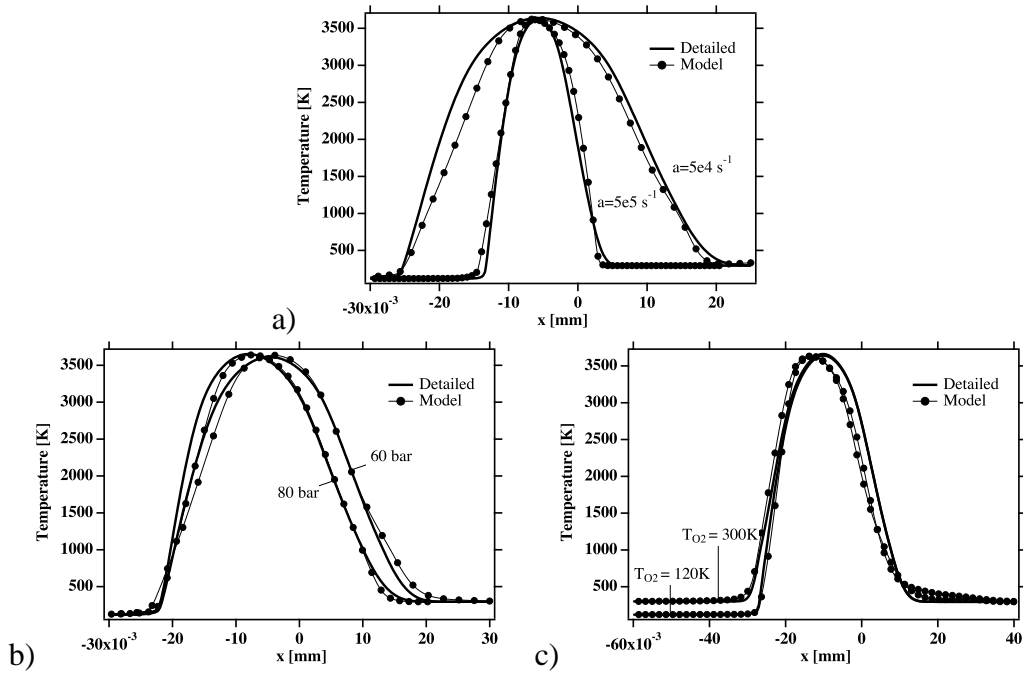 3500
3000
2500
2000
1500
1000
500
Temperature [K]
Detailed
Model
a=5e4 s⁻¹
a=5e5 s⁻¹
-30x10⁻³ -20 -10 0 10 20
x [mm]
a)
3500
3000
2500
2000
1500
1000
500
Temperature [K]
Detailed
Model
60 bar
80 bar
-30x10⁻³ -20 -10 0 10 20 30
x [mm]
b)
3500
3000
2500
2000
1500
1000
500
Temperature [K]
Detailed
Model
T_O2 = 300K
T_O2 = 120K
-60x10⁻³ -40 -20 0 20 40
x [mm]
c)